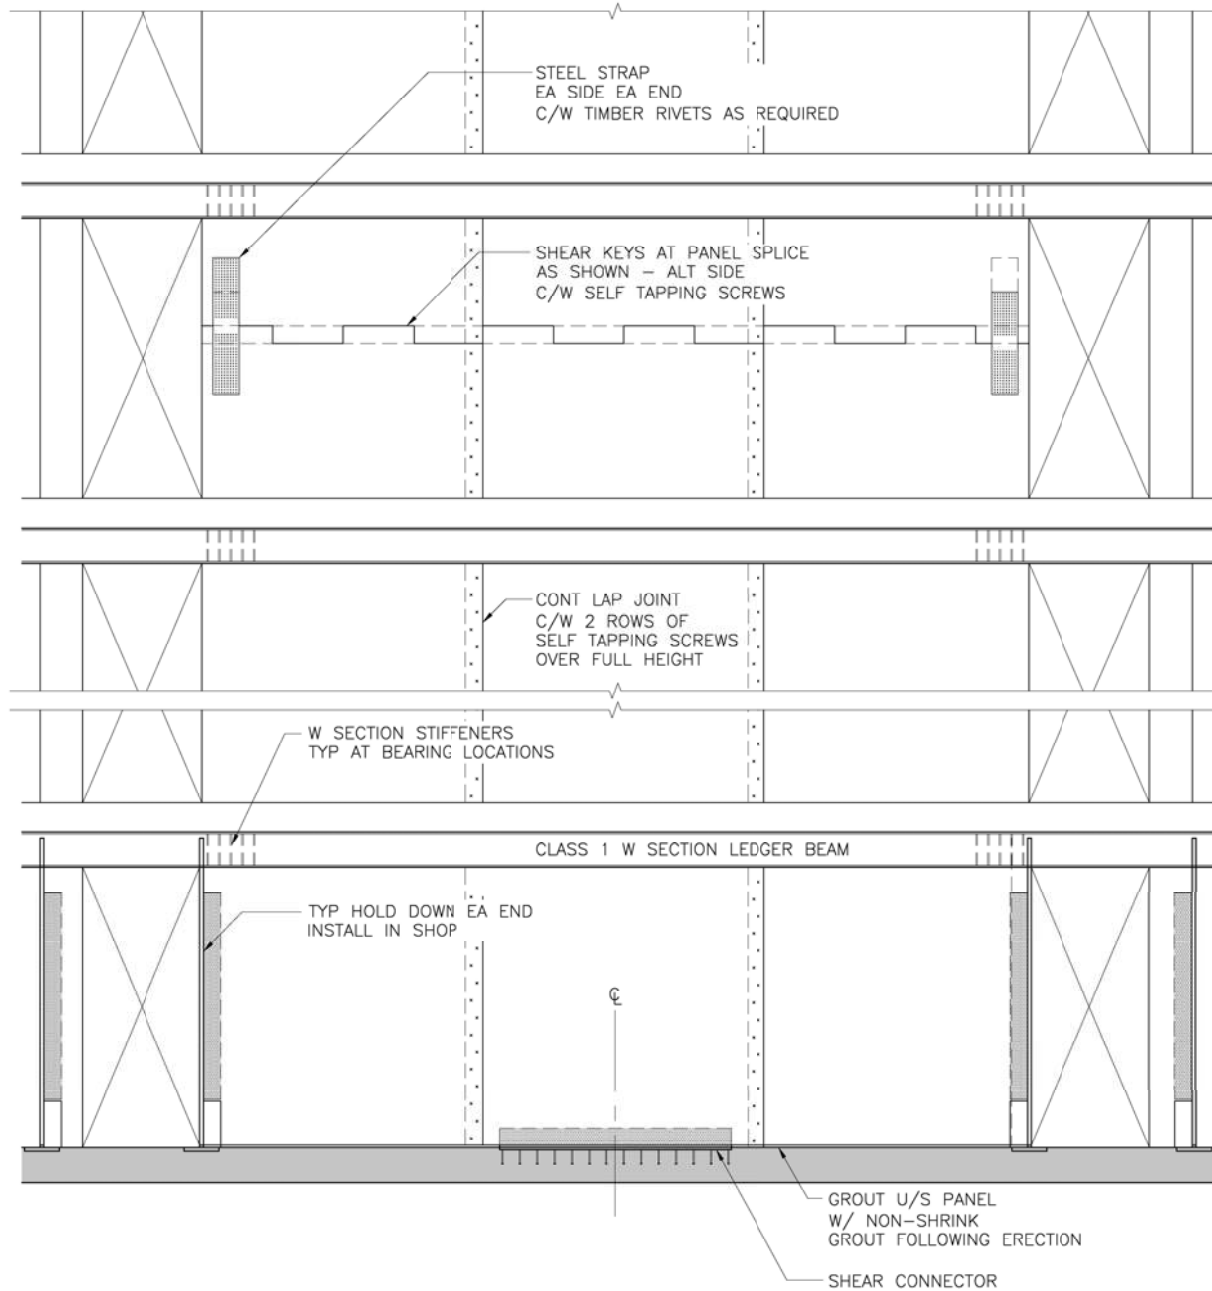 STEEL STRAP
EA SIDE EA END
C/W TIMBER RIVETS AS REQUIRED
SHEAR KEYS AT PANEL SPLICE
AS SHOWN – ALT SIDE
C/W SELF TAPPING SCREWS
CONT LAP JOINT
C/W 2 ROWS OF
SELF TAPPING SCREWS
OVER FULL HEIGHT
W SECTION STIFFENERS
TYP AT BEARING LOCATIONS
CLASS 1 W SECTION LEDGER BEAM
TYP HOLD DOWN EA END
INSTALL IN SHOP
℄
GROUT U/S PANEL
W/ NON–SHRINK
GROUT FOLLOWING ERECTION
SHEAR CONNECTOR